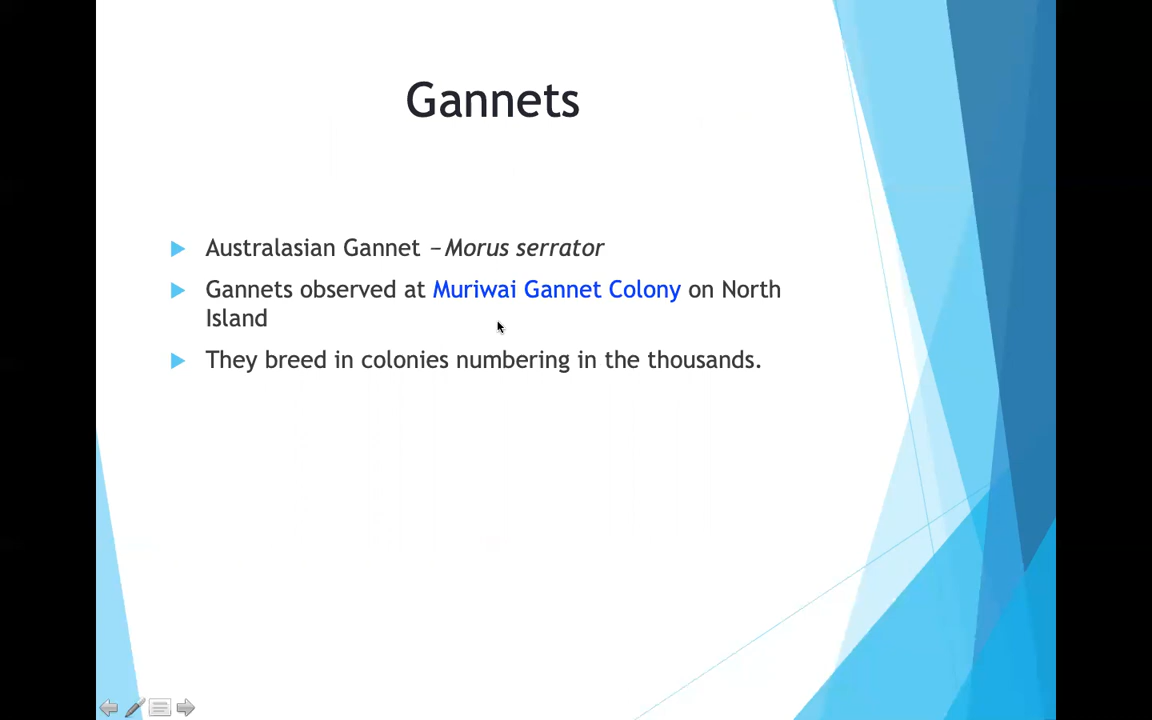 Gannets
Australasian Gannet – Morus serrator
Gannets observed at Muriwai Gannet Colony on North
Island
They breed in colonies numbering in the thousands.